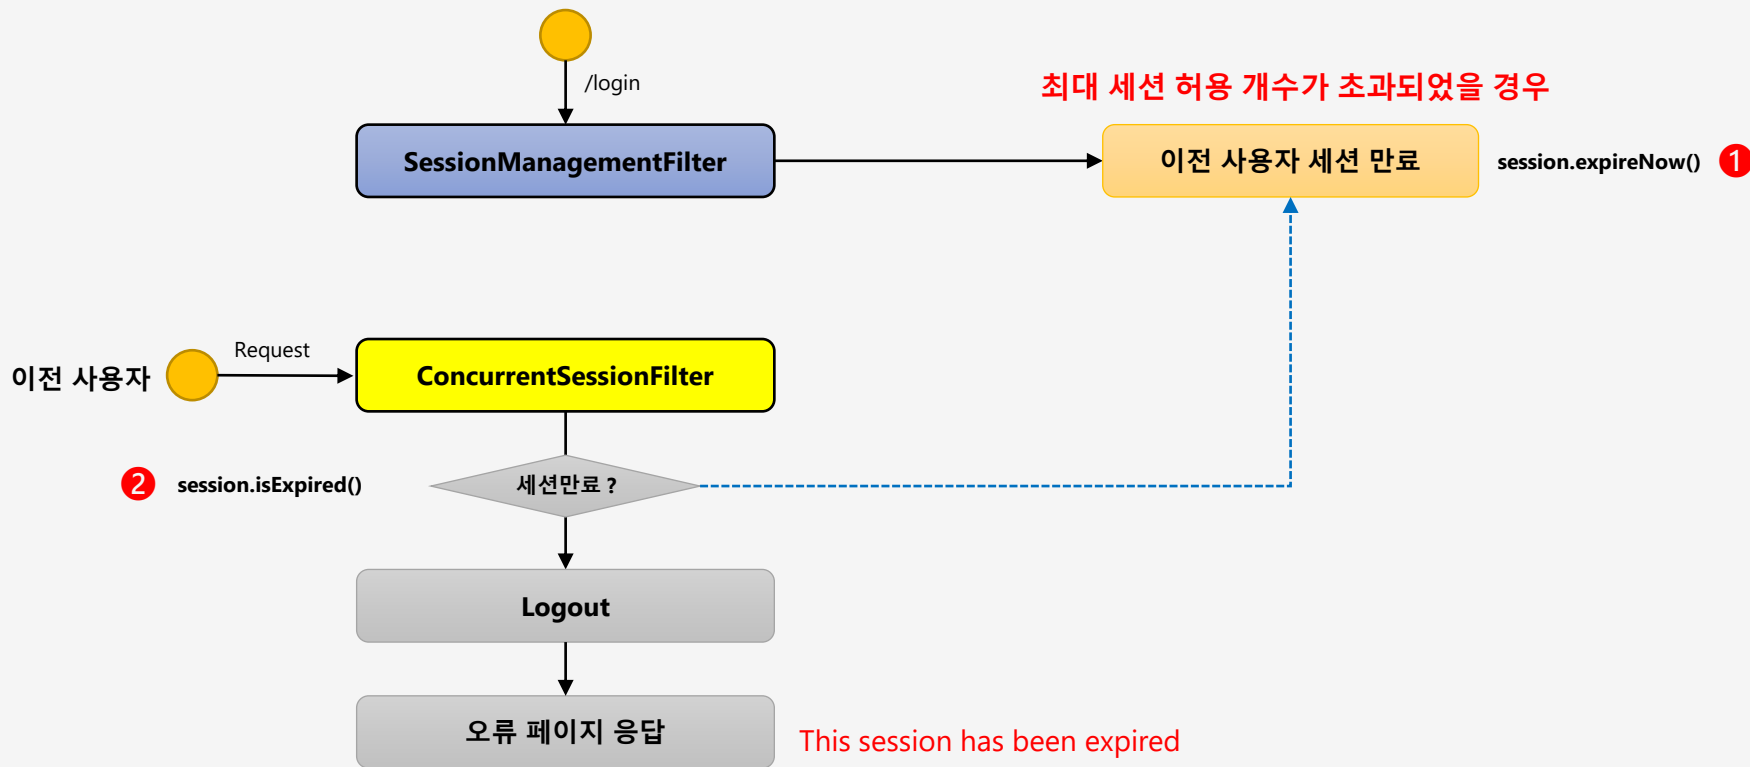 /login
최대 세션 허용 개수가 초과되었을 경우
SessionManagementFilter
이전 사용자 세션 만료
session.expireNow() 1
이전 사용자
Request
ConcurrentSessionFilter
2 session.isExpired()
세션만료 ?
Logout
오류 페이지 응답
This session has been expired